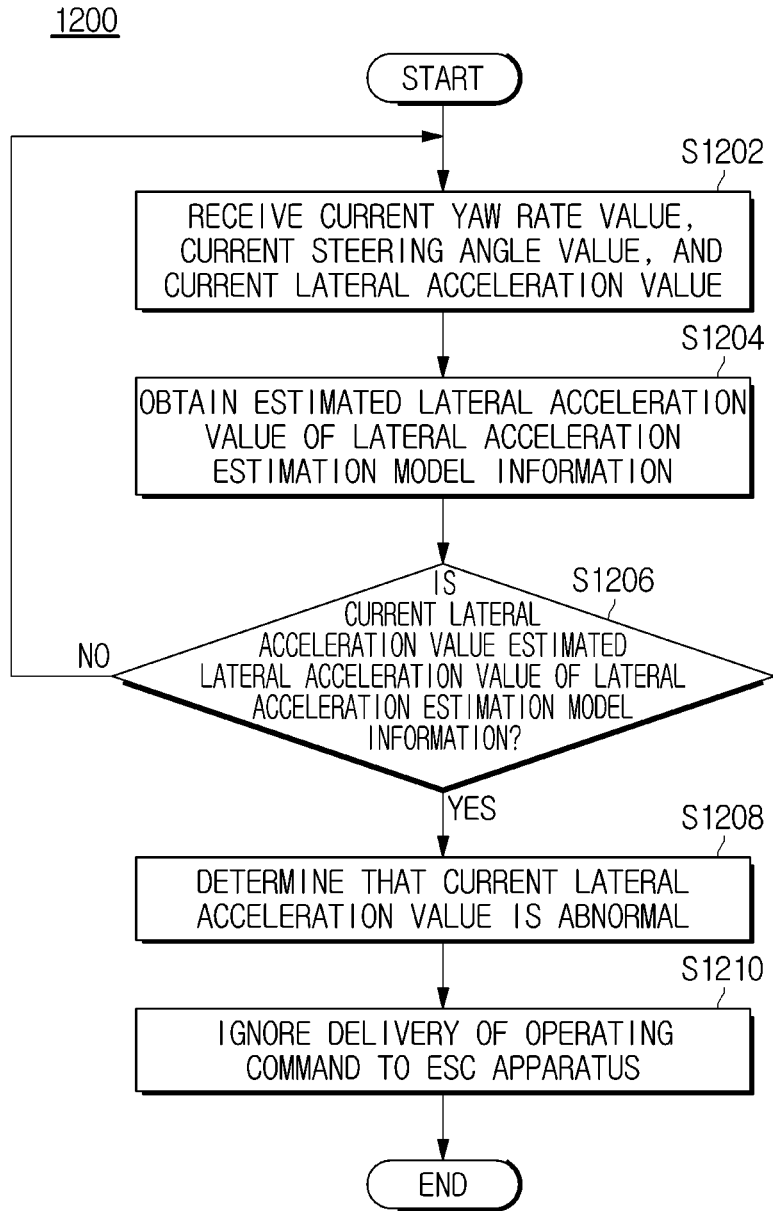 1200
START
S1202
RECEIVE CURRENT YAW RATE VALUE,
CURRENT STEERING ANGLE VALUE, AND
CURRENT LATERAL ACCELERATION VALUE
S1204
OBTAIN ESTIMATED LATERAL ACCELERATION
VALUE OF LATERAL ACCELERATION
ESTIMATION MODEL INFORMATION
S1206
IS
CURRENT LATERAL
ACCELERATION VALUE ESTIMATED
LATERAL ACCELERATION VALUE OF LATERAL
ACCELERATION ESTIMATION MODEL
INFORMATION?
NO
YES
S1208
DETERMINE THAT CURRENT LATERAL
ACCELERATION VALUE IS ABNORMAL
S1210
IGNORE DELIVERY OF OPERATING
COMMAND TO ESC APPARATUS
END